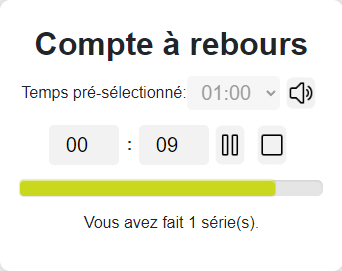 Compte à rebours
Temps pré-sélectionné: 01:00
00 : 09
Vous avez fait 1 série(s).